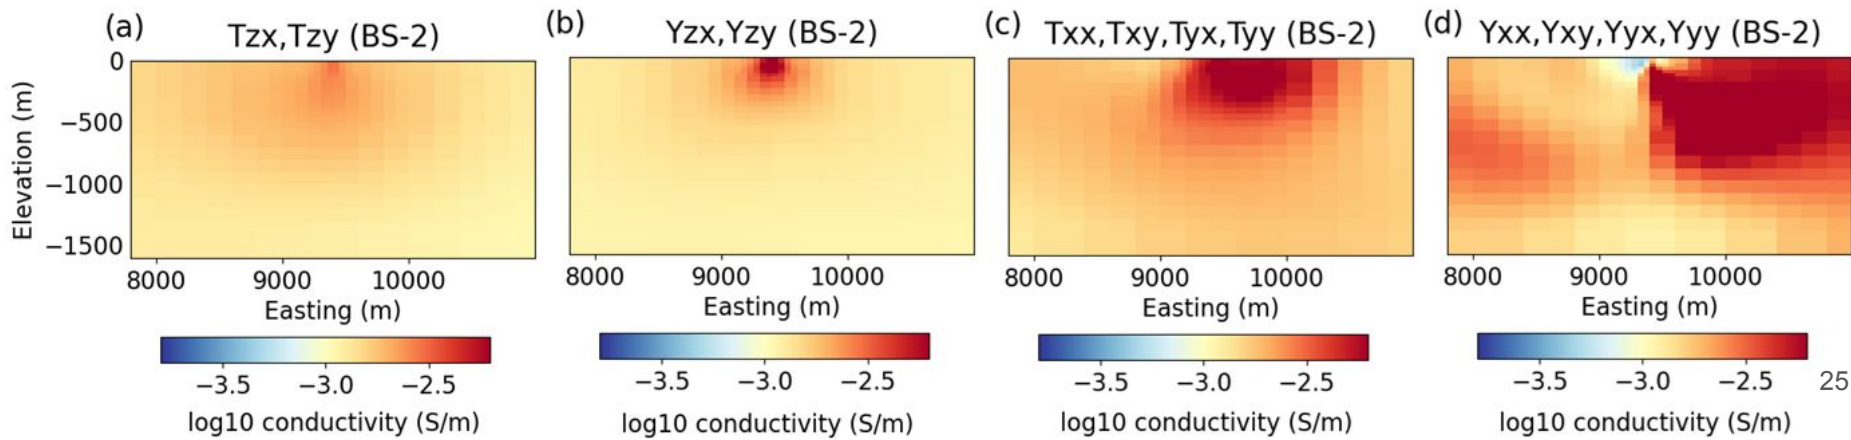 (a) Tzx,Tzy (BS-2)
0
−500
−1000
−1500
Elevation (m)
8000 9000 10000
Easting (m)
−3.5 −3.0 −2.5
log10 conductivity (S/m)
(b) Yzx,Yzy (BS-2)
8000 9000 10000
Easting (m)
−3.5 −3.0 −2.5
log10 conductivity (S/m)
(c) Txx,Txy,Tyx,Tyy (BS-2)
8000 9000 10000
Easting (m)
−3.5 −3.0 −2.5
log10 conductivity (S/m)
(d) Yxx,Yxy,Yyx,Yyy (BS-2)
8000 9000 10000
Easting (m)
−3.5 −3.0 −2.5
log10 conductivity (S/m)
25